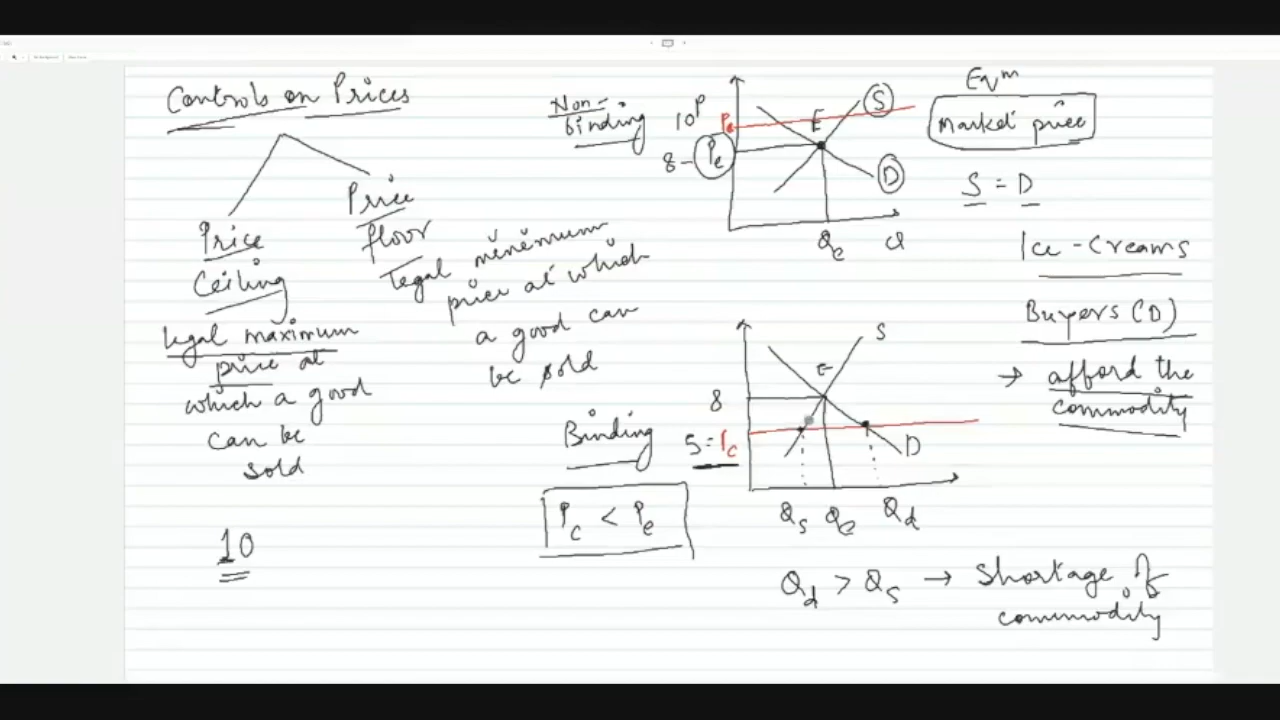 Controls on Prices
Price
Ceiling
legal maximum
price at
which a good
can be
sold
10
Price
floor
legal minimum
price at which
a good can
be sold
Non-
binding
10
P
Pc
8 - Pe
E
S
D
Qe
Q
Eqm
Market price
S = D
Ice-creams
Buyers (D)
→ afford the
commodity
Binding
Pc < Pe
8
5 = Pc
E
S
D
Qs Qe Qd
Qd > Qs → Shortage of
commodity